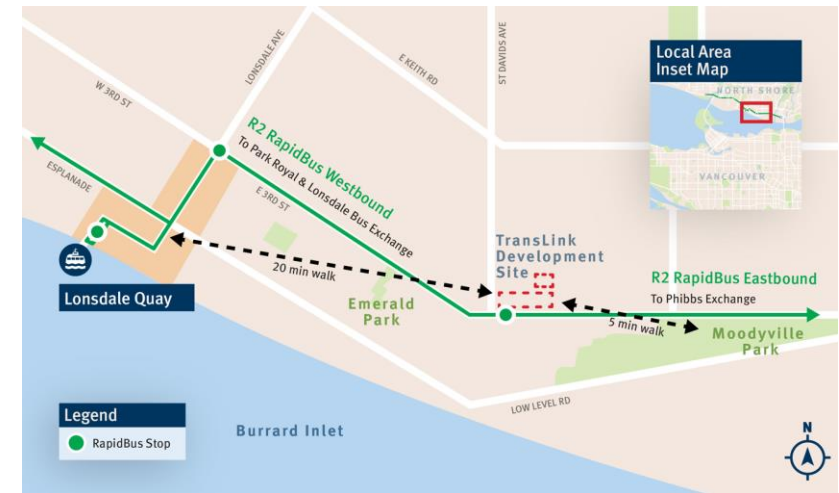 LONSDALE AVE
E KEITH RD
ST DAVIDS AVE
Local Area
Inset Map
NORTH SHORE
VANCOUVER
W 3RD ST
R2 RapidBus Westbound
To Park Royal & Lonsdale Bus Exchange
E 3RD ST
ESPLANADE
20 min walk
Lonsdale Quay
Emerald
Park
TransLink
Development
Site
R2 RapidBus Eastbound
To Phibbs Exchange
5 min walk
Moodyville
Park
LOW LEVEL RD
Burrard Inlet
Legend
RapidBus Stop
N